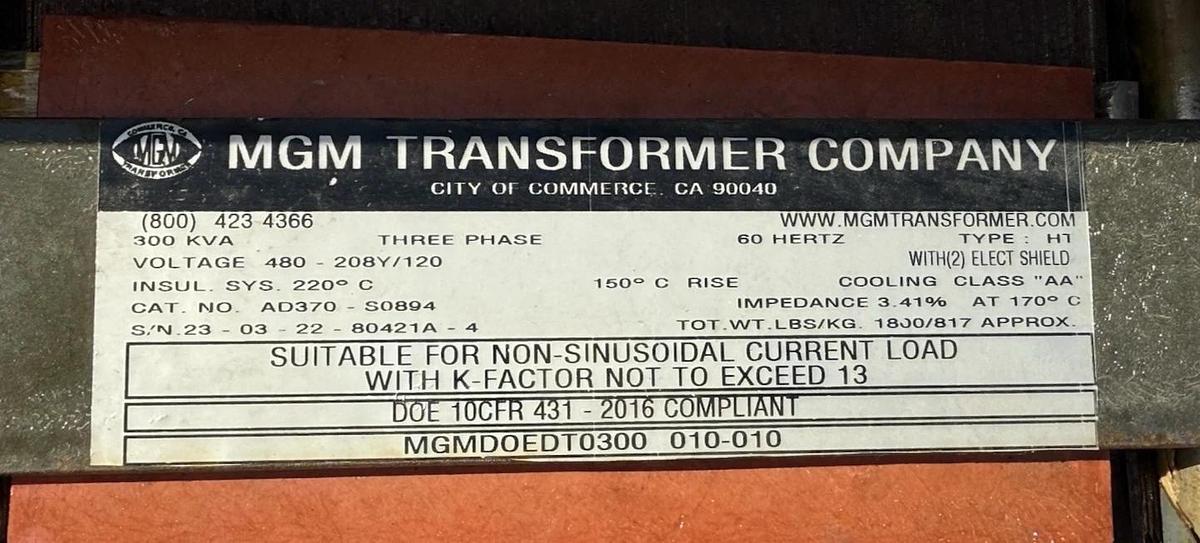 COMMERCE, CA
MGM
TRANSFORMER
MGM TRANSFORMER COMPANY
CITY OF COMMERCE. CA 90040
(800) 423 4366 WWW.MGMTRANSFORMER.COM
300 KVA THREE PHASE 60 HERTZ TYPE : HT
VOLTAGE 480 - 208Y/120 WITH(2) ELECT SHIELD
INSUL. SYS. 220° C 150° C RISE COOLING CLASS "AA"
CAT. NO. AD370 - S0894 IMPEDANCE 3.41% AT 170° C
S/N.23 - 03 - 22 - 80421A - 4 TOT.WT.LBS/KG. 1800/817 APPROX.
SUITABLE FOR NON-SINUSOIDAL CURRENT LOAD
WITH K-FACTOR NOT TO EXCEED 13
DOE 10CFR 431 - 2016 COMPLIANT
MGMDOEDT0300 010-010